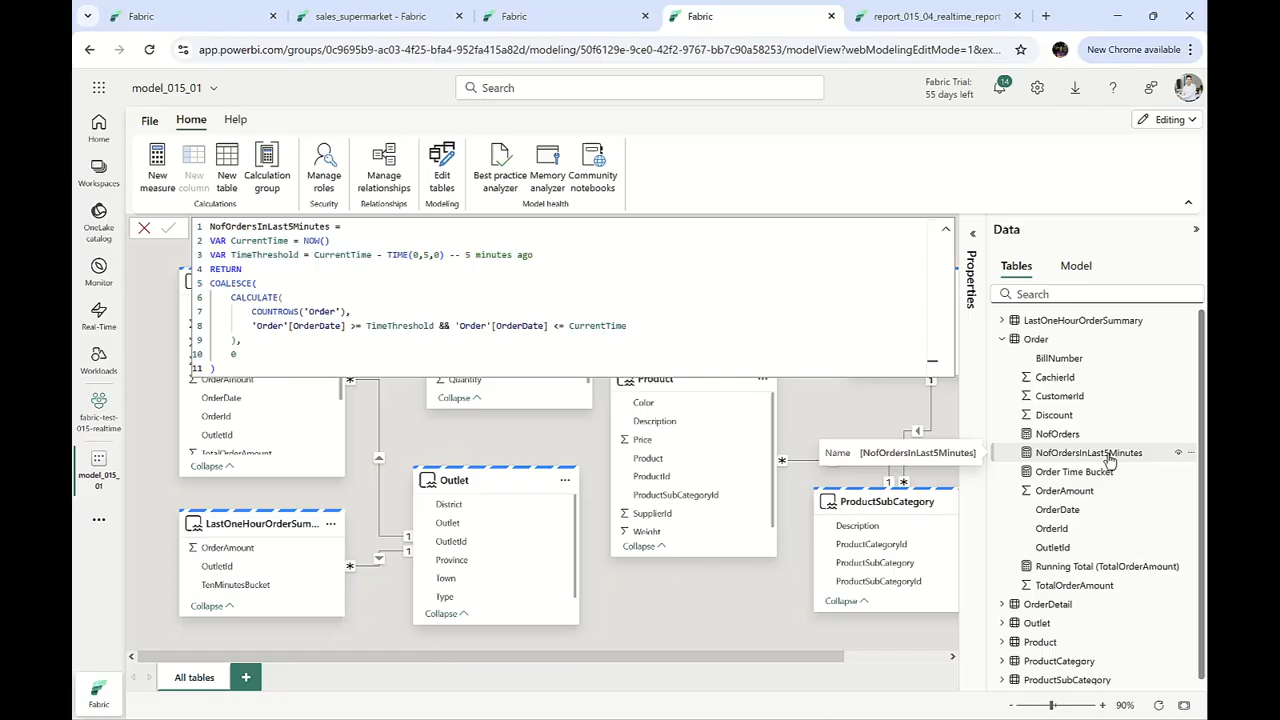 Fabric
sales_supermarket - Fabric
Fabric
Fabric
report_015_04_realtime_report
app.powerbi.com/groups/0c9695b9-ac03-4f25-bfa4-952fa415a82d/modeling/50f6129e-9ce0-42f2-9767-bb7c90a58253/modelView?webModelingEditMode=1&ex...
New Chrome available
model_015_01
Search
Fabric Trial:
55 days left
14
File
Home
Help
Editing
Home
Workspaces
OneLake
catalog
Monitor
Real-Time
Workloads
fabric-test
-015-realtime
model_015_
01
Fabric
New
measure
New
column
New
table
Calculation
group
Manage
roles
Manage
relationships
Edit
tables
Best practice
analyzer
Memory
analyzer
Community
notebooks
Calculations
Security
Relationships
Modeling
Model health
1 NofOrdersInLast5Minutes =
2 VAR CurrentTime = NOW()
3 VAR TimeThreshold = CurrentTime - TIME(0,5,0) -- 5 minutes ago
4 RETURN
5 COALESCE(
6 CALCULATE(
7 COUNTROWS('Order'),
8 'Order'[OrderDate] >= TimeThreshold && 'Order'[OrderDate] <= CurrentTime
9 ),
10 0
11 )
OrderAmount
OrderDate
OrderId
OutletId
TotalOrderAmount
Collapse
Quantity
Collapse
Product
Color
Description
Price
Product
ProductId
ProductSubCategoryId
SupplierId
Weight
Collapse
Outlet
District
Outlet
OutletId
Province
Town
Type
Collapse
LastOneHourOrderSum...
OrderAmount
OutletId
TenMinutesBucket
Collapse
Name [NofOrdersInLast5Minutes]
ProductSubCategory
Description
ProductCategoryId
ProductSubCategory
ProductSubCategoryId
Collapse
1
1
1
1
Properties
Data
Tables
Model
Search
LastOneHourOrderSummary
Order
BillNumber
CachierId
CustomerId
Discount
NofOrders
NofOrdersInLast5Minutes
Order Time Bucket
OrderAmount
OrderDate
OrderId
OutletId
Running Total (TotalOrderAmount)
TotalOrderAmount
OrderDetail
Outlet
Product
ProductCategory
ProductSubCategory
All tables
90%